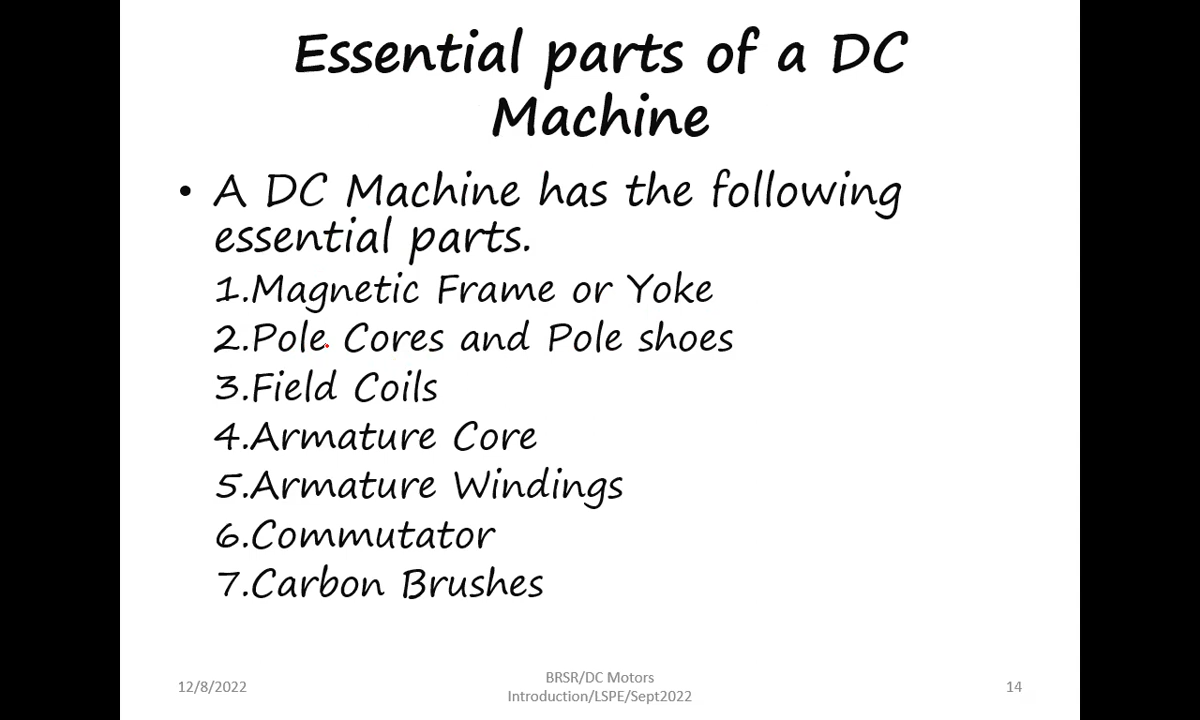 Essential parts of a DC
Machine
• A DC Machine has the following
essential parts.
1.Magnetic Frame or Yoke
2.Pole Cores and Pole shoes
3.Field Coils
4.Armature Core
5.Armature Windings
6.Commutator
7.Carbon Brushes
12/8/2022
BRSR/DC Motors
Introduction/LSPE/Sept2022
14